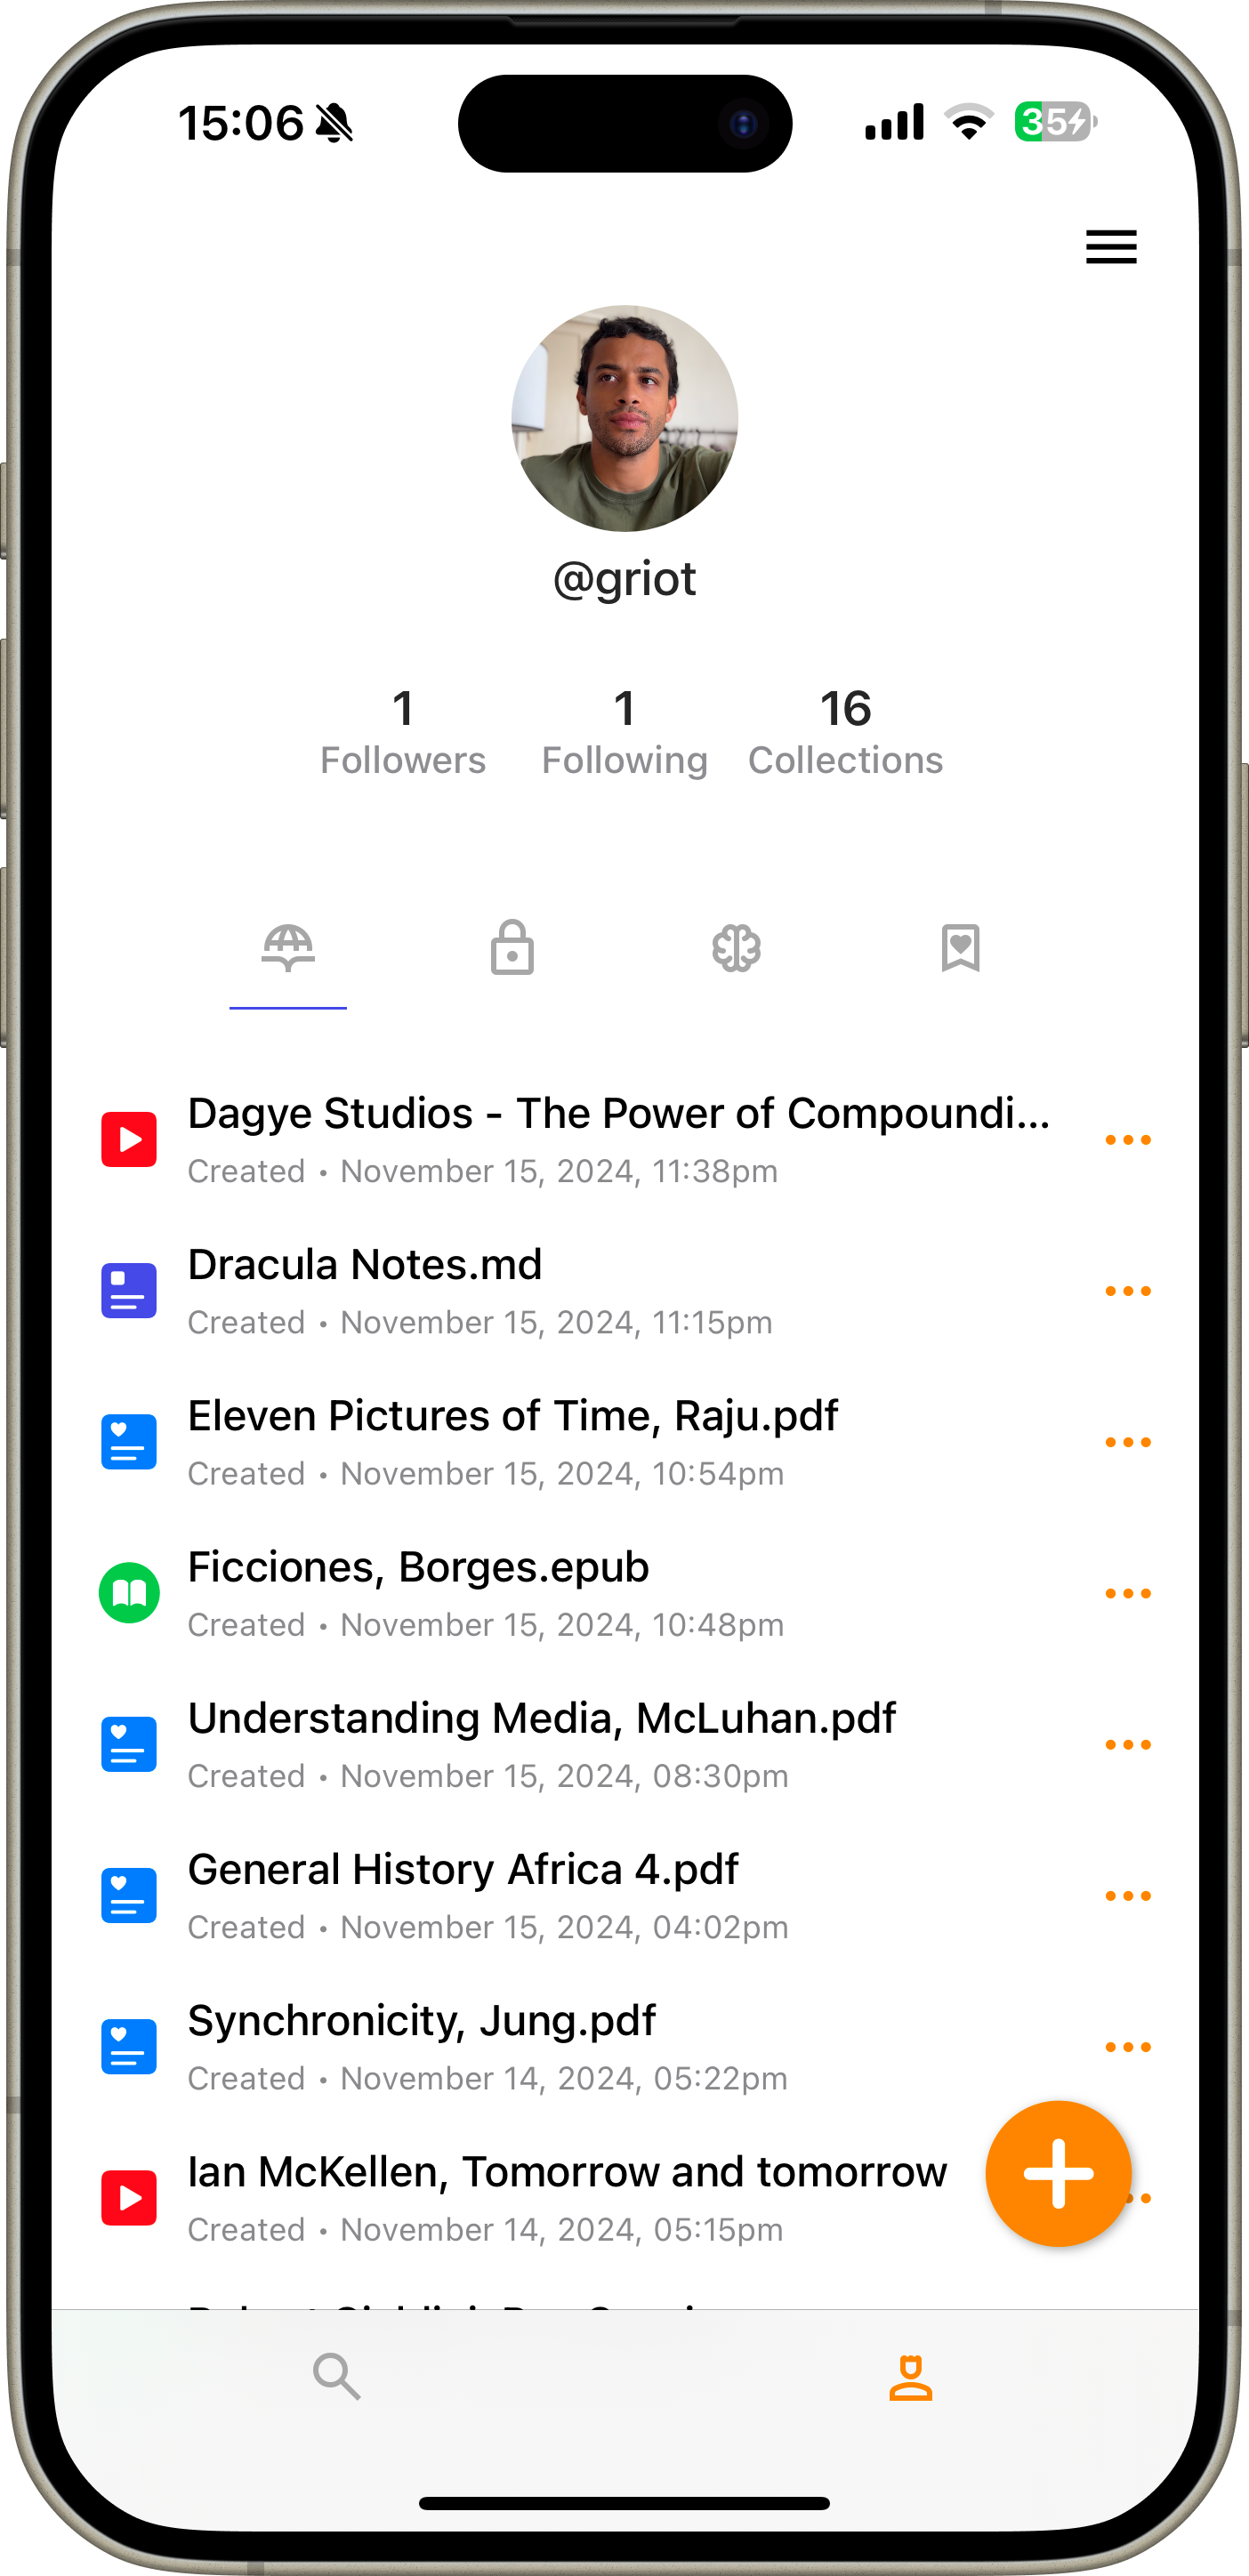 15:06
35
@griot
1 1 16
Followers Following Collections
Dagye Studios - The Power of Compoundi...
Created • November 15, 2024, 11:38pm
Dracula Notes.md
Created • November 15, 2024, 11:15pm
Eleven Pictures of Time, Raju.pdf
Created • November 15, 2024, 10:54pm
Ficciones, Borges.epub
Created • November 15, 2024, 10:48pm
Understanding Media, McLuhan.pdf
Created • November 15, 2024, 08:30pm
General History Africa 4.pdf
Created • November 15, 2024, 04:02pm
Synchronicity, Jung.pdf
Created • November 14, 2024, 05:22pm
Ian McKellen, Tomorrow and tomorrow
Created • November 14, 2024, 05:15pm